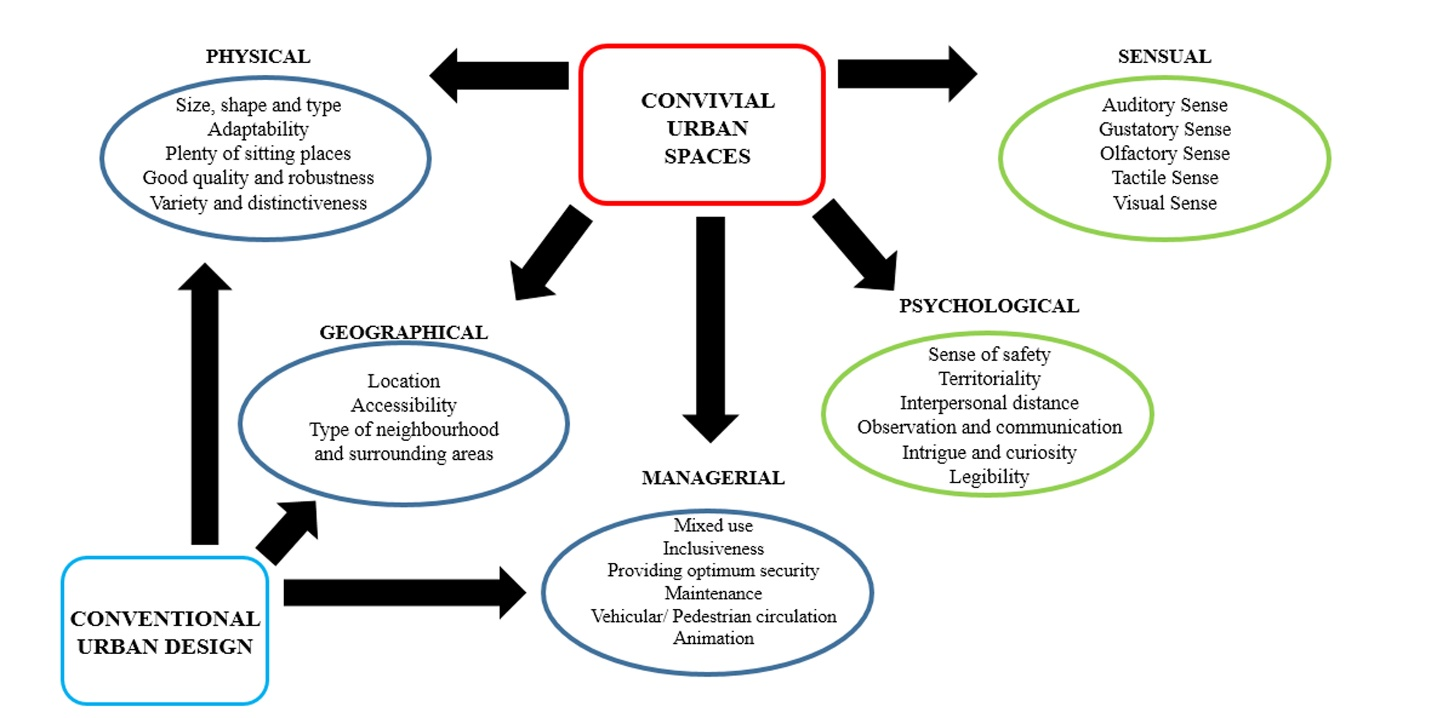 PHYSICAL
Size, shape and type
Adaptability
Plenty of sitting places
Good quality and robustness
Variety and distinctiveness
CONVIVIAL
URBAN
SPACES
SENSUAL
Auditory Sense
Gustatory Sense
Olfactory Sense
Tactile Sense
Visual Sense
GEOGRAPHICAL
Location
Accessibility
Type of neighbourhood
and surrounding areas
PSYCHOLOGICAL
Sense of safety
Territoriality
Interpersonal distance
Observation and communication
Intrigue and curiosity
Legibility
MANAGERIAL
Mixed use
Inclusiveness
Providing optimum security
Maintenance
Vehicular/ Pedestrian circulation
Animation
CONVENTIONAL
URBAN DESIGN